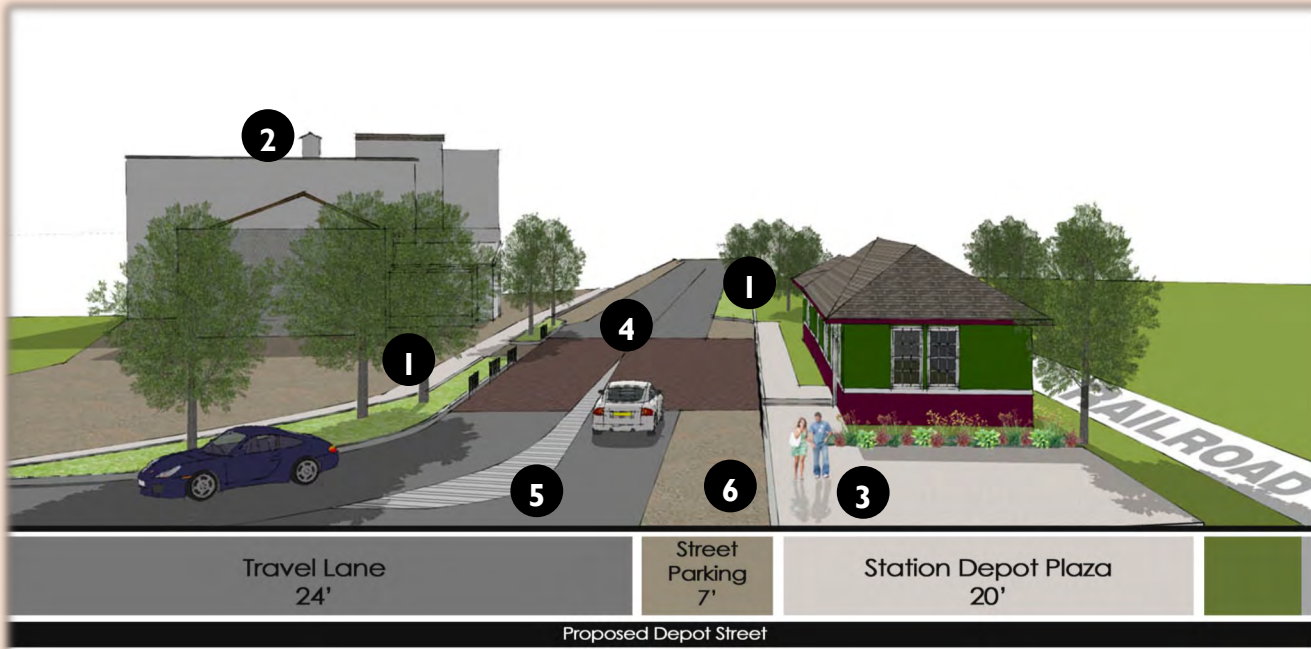 2
1
4
1
5
6
3
RAILROAD
Travel Lane
24'
Street
Parking
7'
Station Depot Plaza
20'
Proposed Depot Street